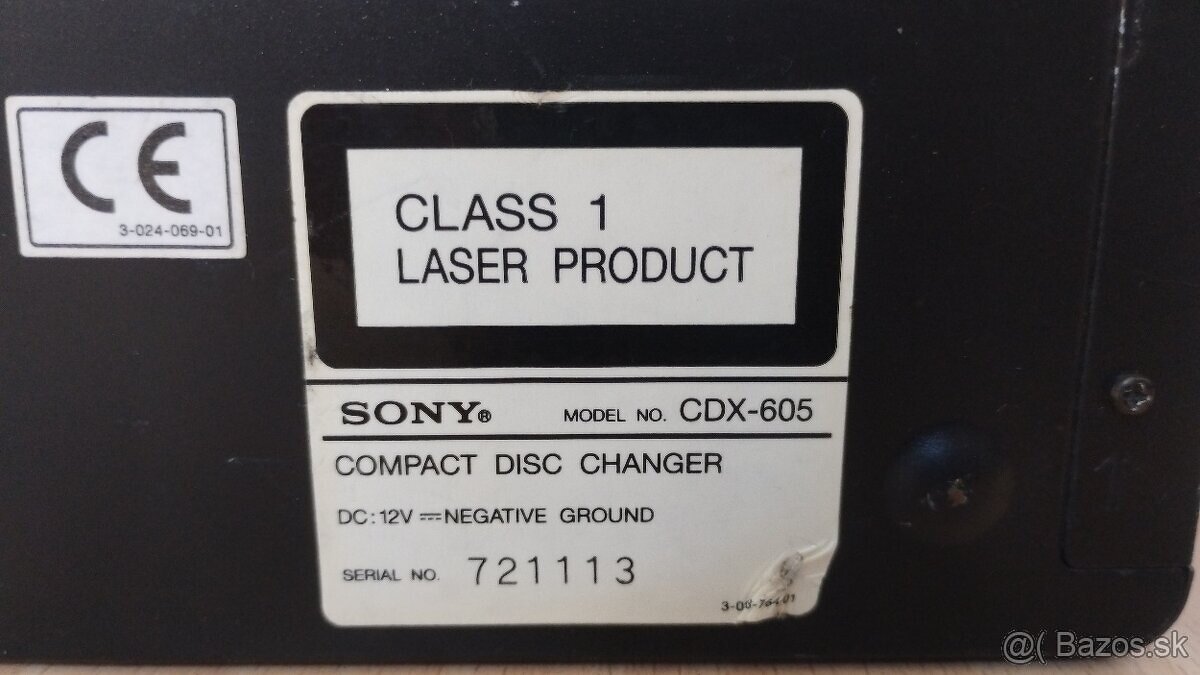 CE
3-024-069-01
CLASS 1
LASER PRODUCT
SONY® MODEL NO. CDX-605
COMPACT DISC CHANGER
DC:12V ⎓ NEGATIVE GROUND
SERIAL NO. 721113
@( Bazos.sk